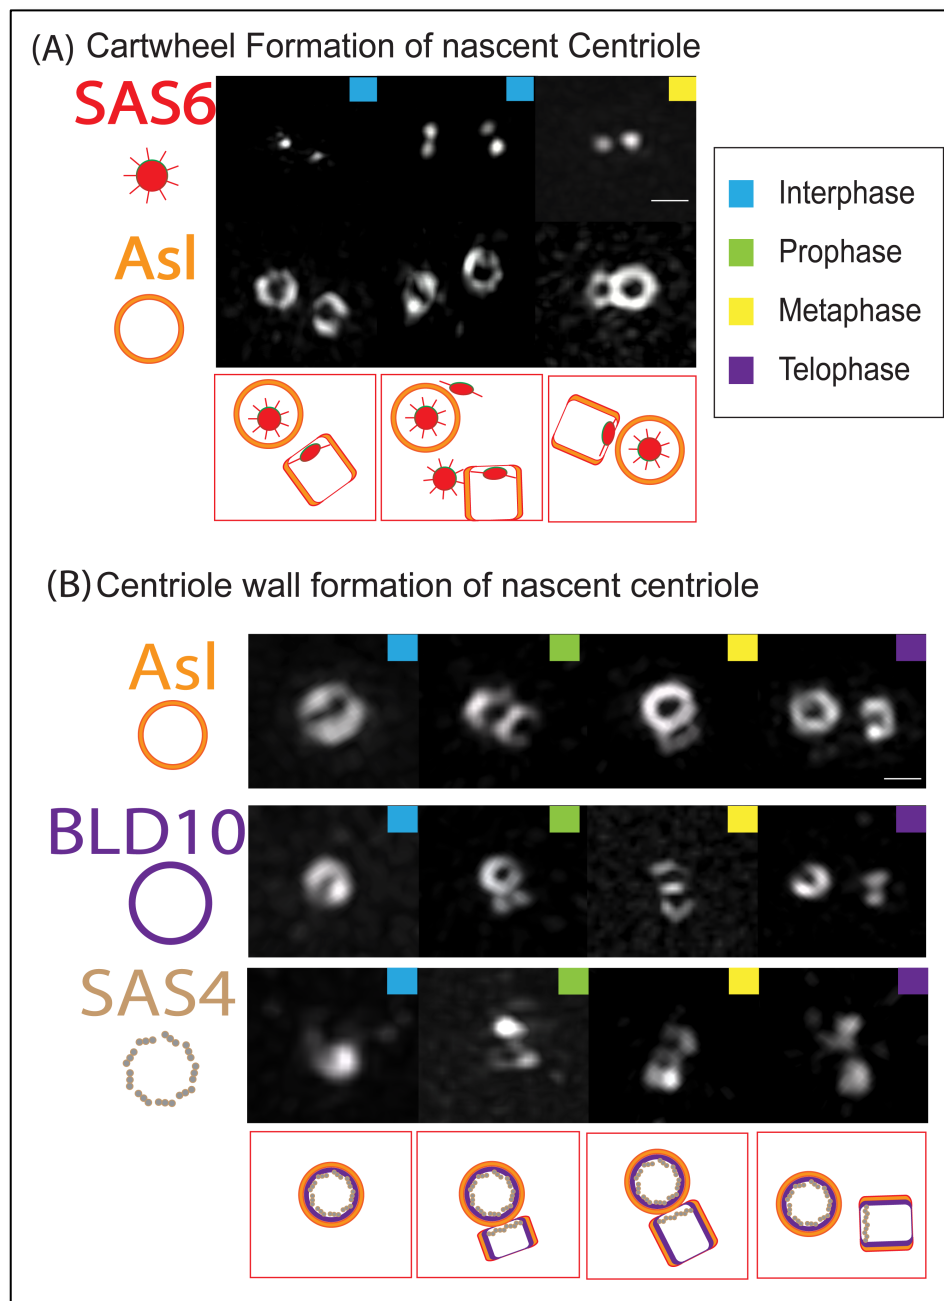 (A) Cartwheel Formation of nascent Centriole
SAS6
Asl
Interphase
Prophase
Metaphase
Telophase
(B) Centriole wall formation of nascent centriole
Asl
BLD10
SAS4